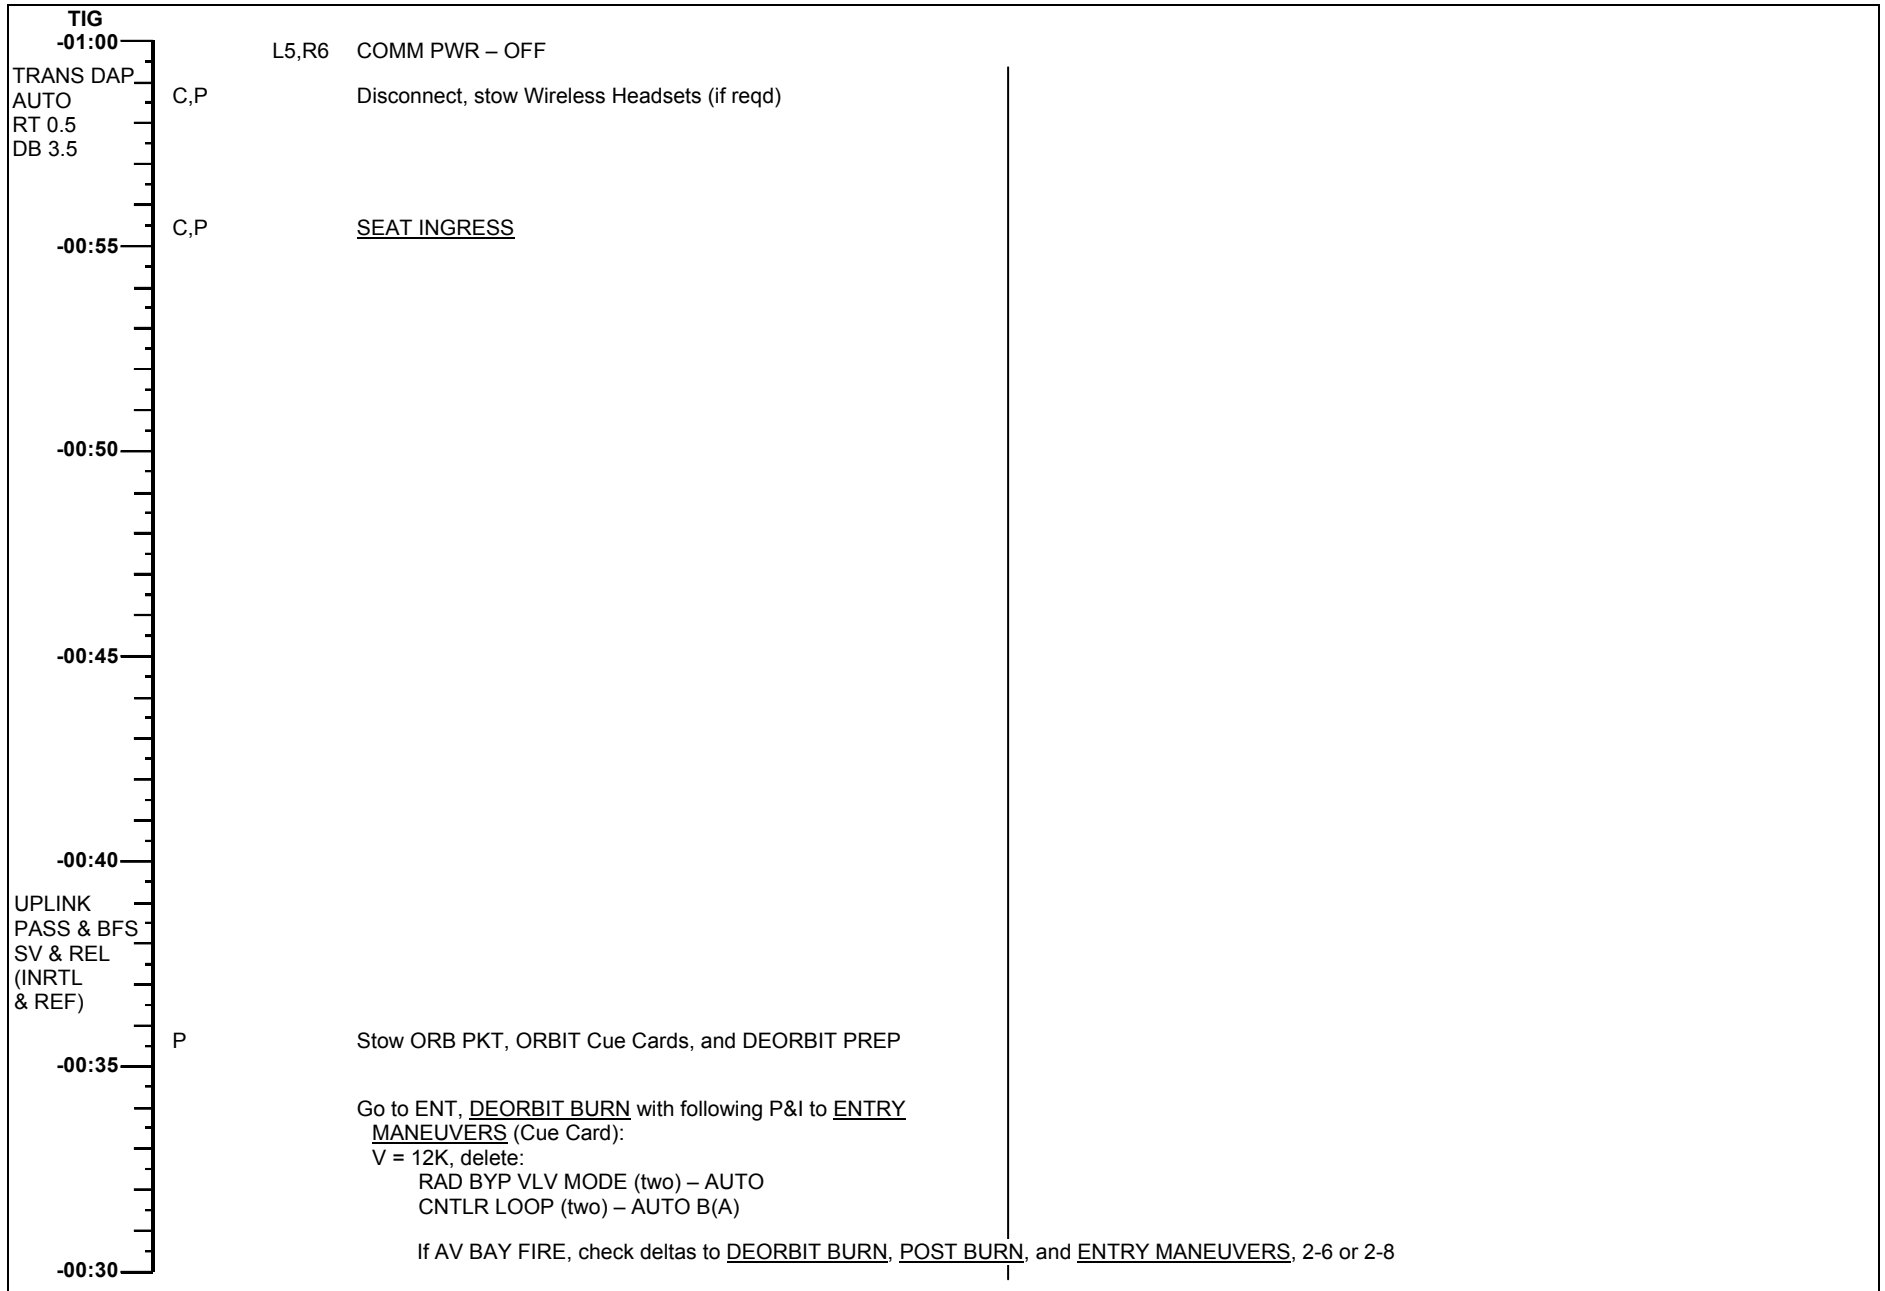 TIG
-01:00
L5,R6 COMM PWR – OFF
TRANS DAP
AUTO
RT 0.5
DB 3.5
C,P Disconnect, stow Wireless Headsets (if reqd)
C,P SEAT INGRESS
-00:55
-00:50
-00:45
-00:40
UPLINK
PASS & BFS
SV & REL
(INRTL
& REF)
P Stow ORB PKT, ORBIT Cue Cards, and DEORBIT PREP
-00:35
Go to ENT, DEORBIT BURN with following P&I to ENTRY
MANEUVERS (Cue Card):
V = 12K, delete:
RAD BYP VLV MODE (two) – AUTO
CNTLR LOOP (two) – AUTO B(A)
If AV BAY FIRE, check deltas to DEORBIT BURN, POST BURN, and ENTRY MANEUVERS, 2-6 or 2-8
-00:30